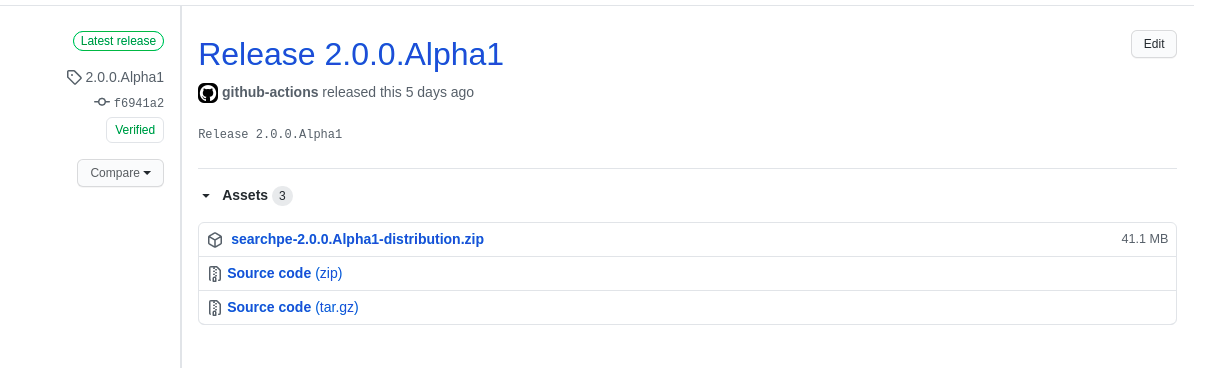 Latest release
2.0.0.Alpha1
f6941a2
Verified
Compare
Release 2.0.0.Alpha1
Edit
github-actions released this 5 days ago
Release 2.0.0.Alpha1
Assets 3
searchpe-2.0.0.Alpha1-distribution.zip 41.1 MB
Source code (zip)
Source code (tar.gz)